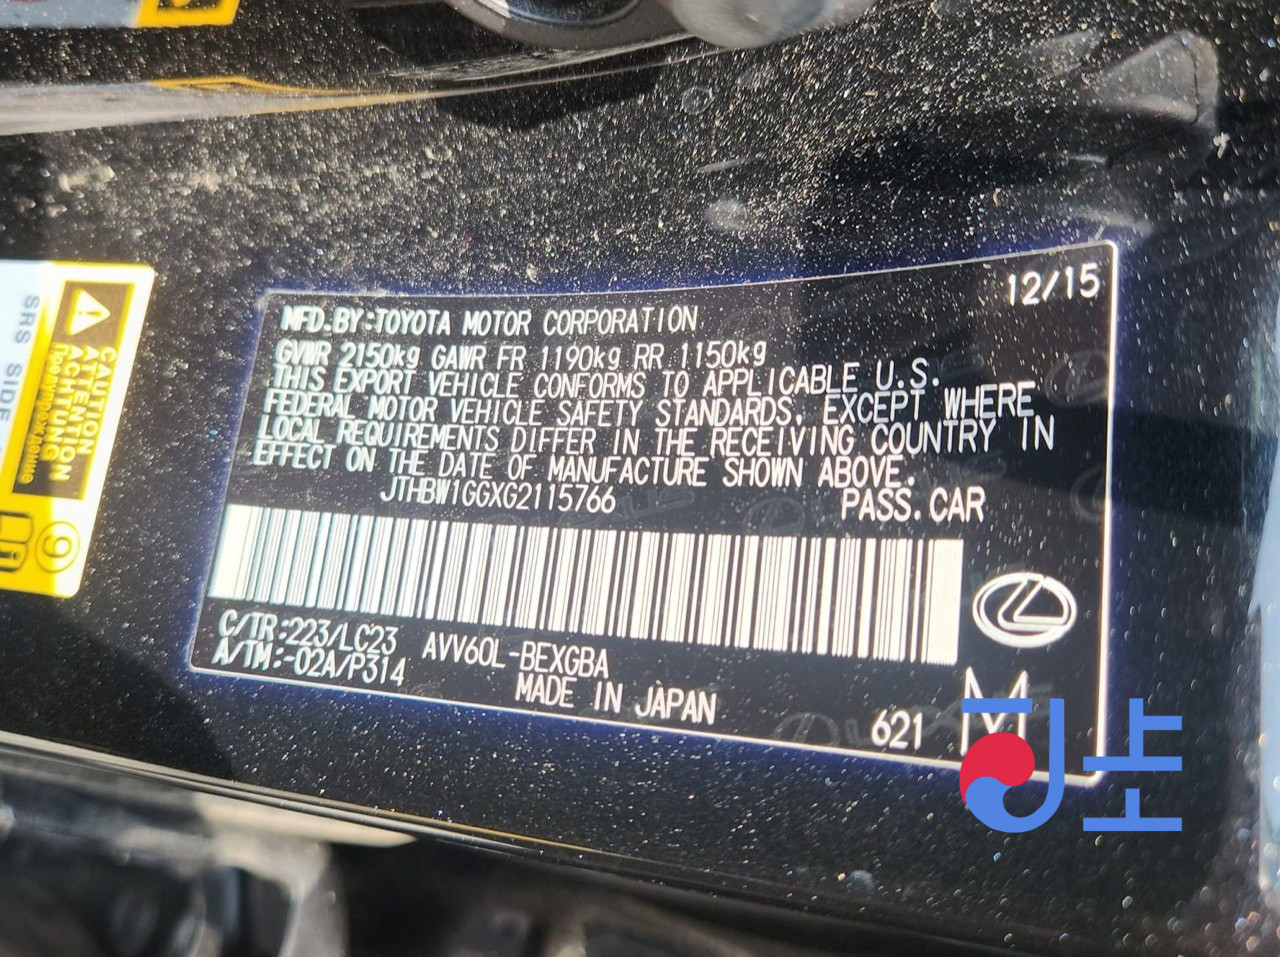 12/15
MFD.BY:TOYOTA MOTOR CORPORATION
GVWR 2150kg GAWR FR 1190kg RR 1150kg
THIS EXPORT VEHICLE CONFORMS TO APPLICABLE U.S.
FEDERAL MOTOR VEHICLE SAFETY STANDARDS, EXCEPT WHERE
LOCAL REQUIREMENTS DIFFER IN THE RECEIVING COUNTRY IN
EFFECT ON THE DATE OF MANUFACTURE SHOWN ABOVE.
JTHBW1GGXG2115766 PASS.CAR
C/TR:223/LC23 AVV60L-BEXGBA
A/TM:-02A/P314 MADE IN JAPAN
621 M
CAUTION
ATTENTION
ACHTUNG
Предупреждение
SRS SIDE
9